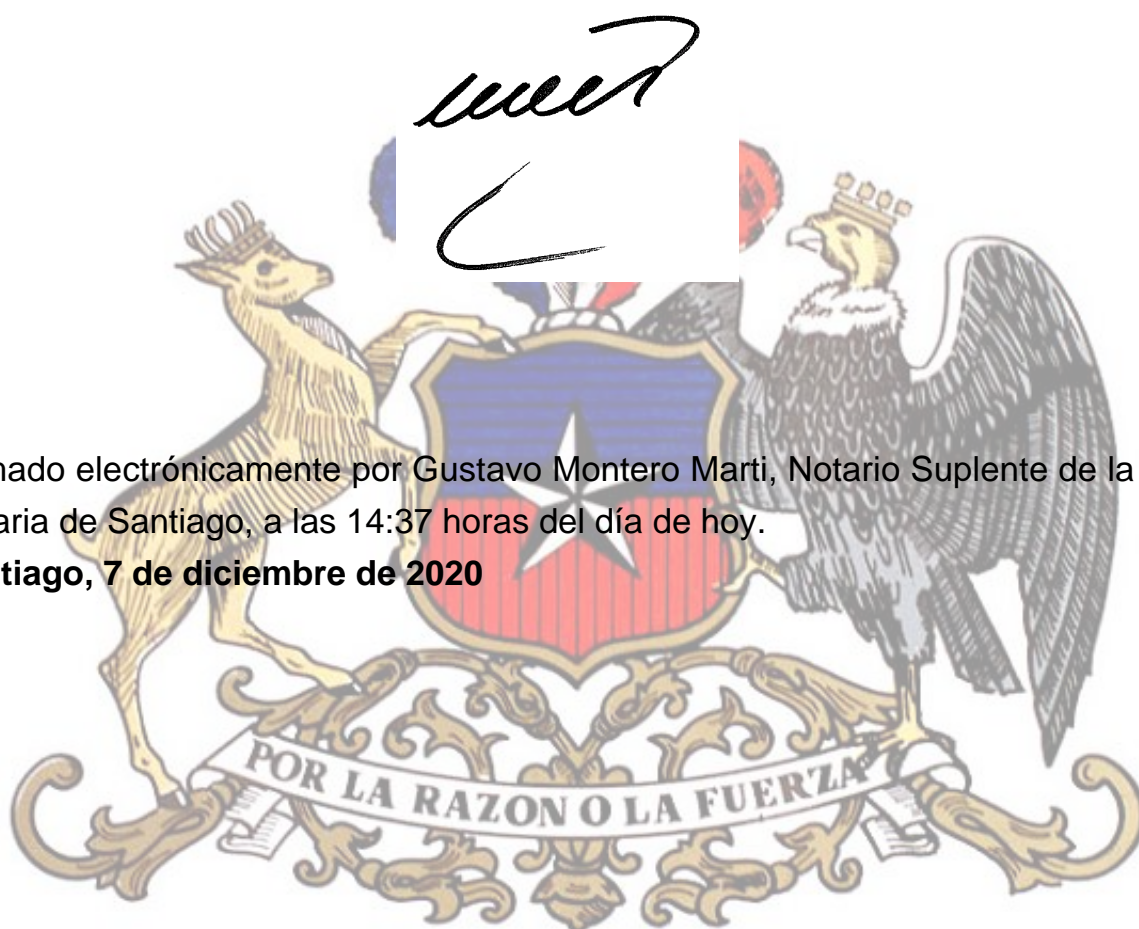 nado electrónicamente por Gustavo Montero Marti, Notario Suplente de la
aria de Santiago, a las 14:37 horas del día de hoy.
tiago, 7 de diciembre de 2020
POR LA RAZON O LA FUERZA